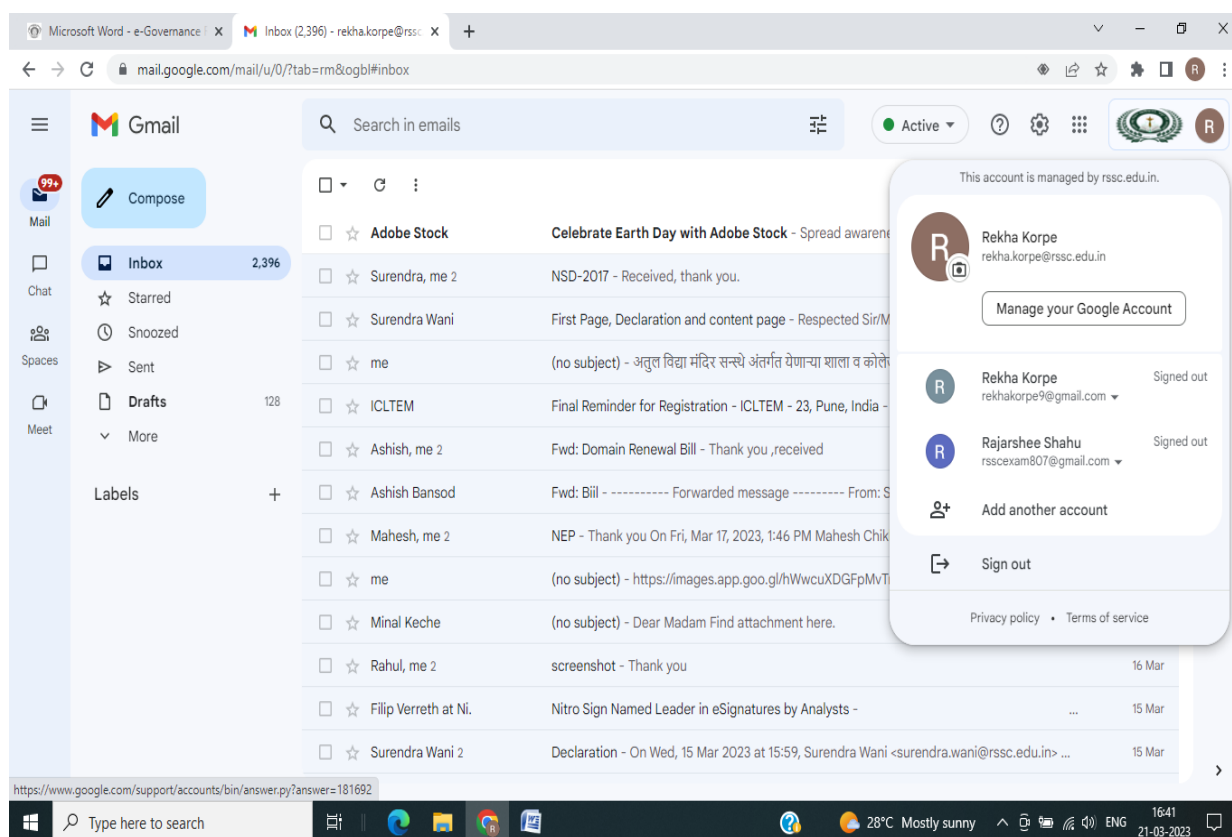 Microsoft Word - e-Governance
Inbox (2,396) - rekha.korpe@rssc
mail.google.com/mail/u/0/?tab=rm&ogbl#inbox
R
Gmail
Search in emails
Active
R
99+
Mail
Chat
Spaces
Meet
Compose
Inbox 2,396
Starred
Snoozed
Sent
Drafts 128
More
Labels
Adobe Stock Celebrate Earth Day with Adobe Stock - Spread awarene
Surendra, me 2 NSD-2017 - Received, thank you.
Surendra Wani First Page, Declaration and content page - Respected Sir/M
me (no subject) - अतुल विद्या मंदिर सन्स्थे अंतर्गत येणाऱ्या शाला व कोले
ICLTEM Final Reminder for Registration - ICLTEM - 23, Pune, India -
Ashish, me 2 Fwd: Domain Renewal Bill - Thank you ,received
Ashish Bansod Fwd: Biil - ---------- Forwarded message --------- From: S
Mahesh, me 2 NEP - Thank you On Fri, Mar 17, 2023, 1:46 PM Mahesh Chik
me (no subject) - https://images.app.goo.gl/hWwcuXDGFpMvT
Minal Keche (no subject) - Dear Madam Find attachment here.
Rahul, me 2 screenshot - Thank you 16 Mar
Filip Verreth at Ni. Nitro Sign Named Leader in eSignatures by Analysts - ... 15 Mar
Surendra Wani 2 Declaration - On Wed, 15 Mar 2023 at 15:59, Surendra Wani <surendra.wani@rssc.edu.in> ... 15 Mar
This account is managed by rssc.edu.in.
R
Rekha Korpe
rekha.korpe@rssc.edu.in
Manage your Google Account
R
Rekha Korpe Signed out
rekhakorpe9@gmail.com
R
Rajarshee Shahu Signed out
rsscexam807@gmail.com
Add another account
Sign out
Privacy policy • Terms of service
https://www.google.com/support/accounts/bin/answer.py?answer=181692
Type here to search
28°C Mostly sunny
ENG
16:41
21-03-2023